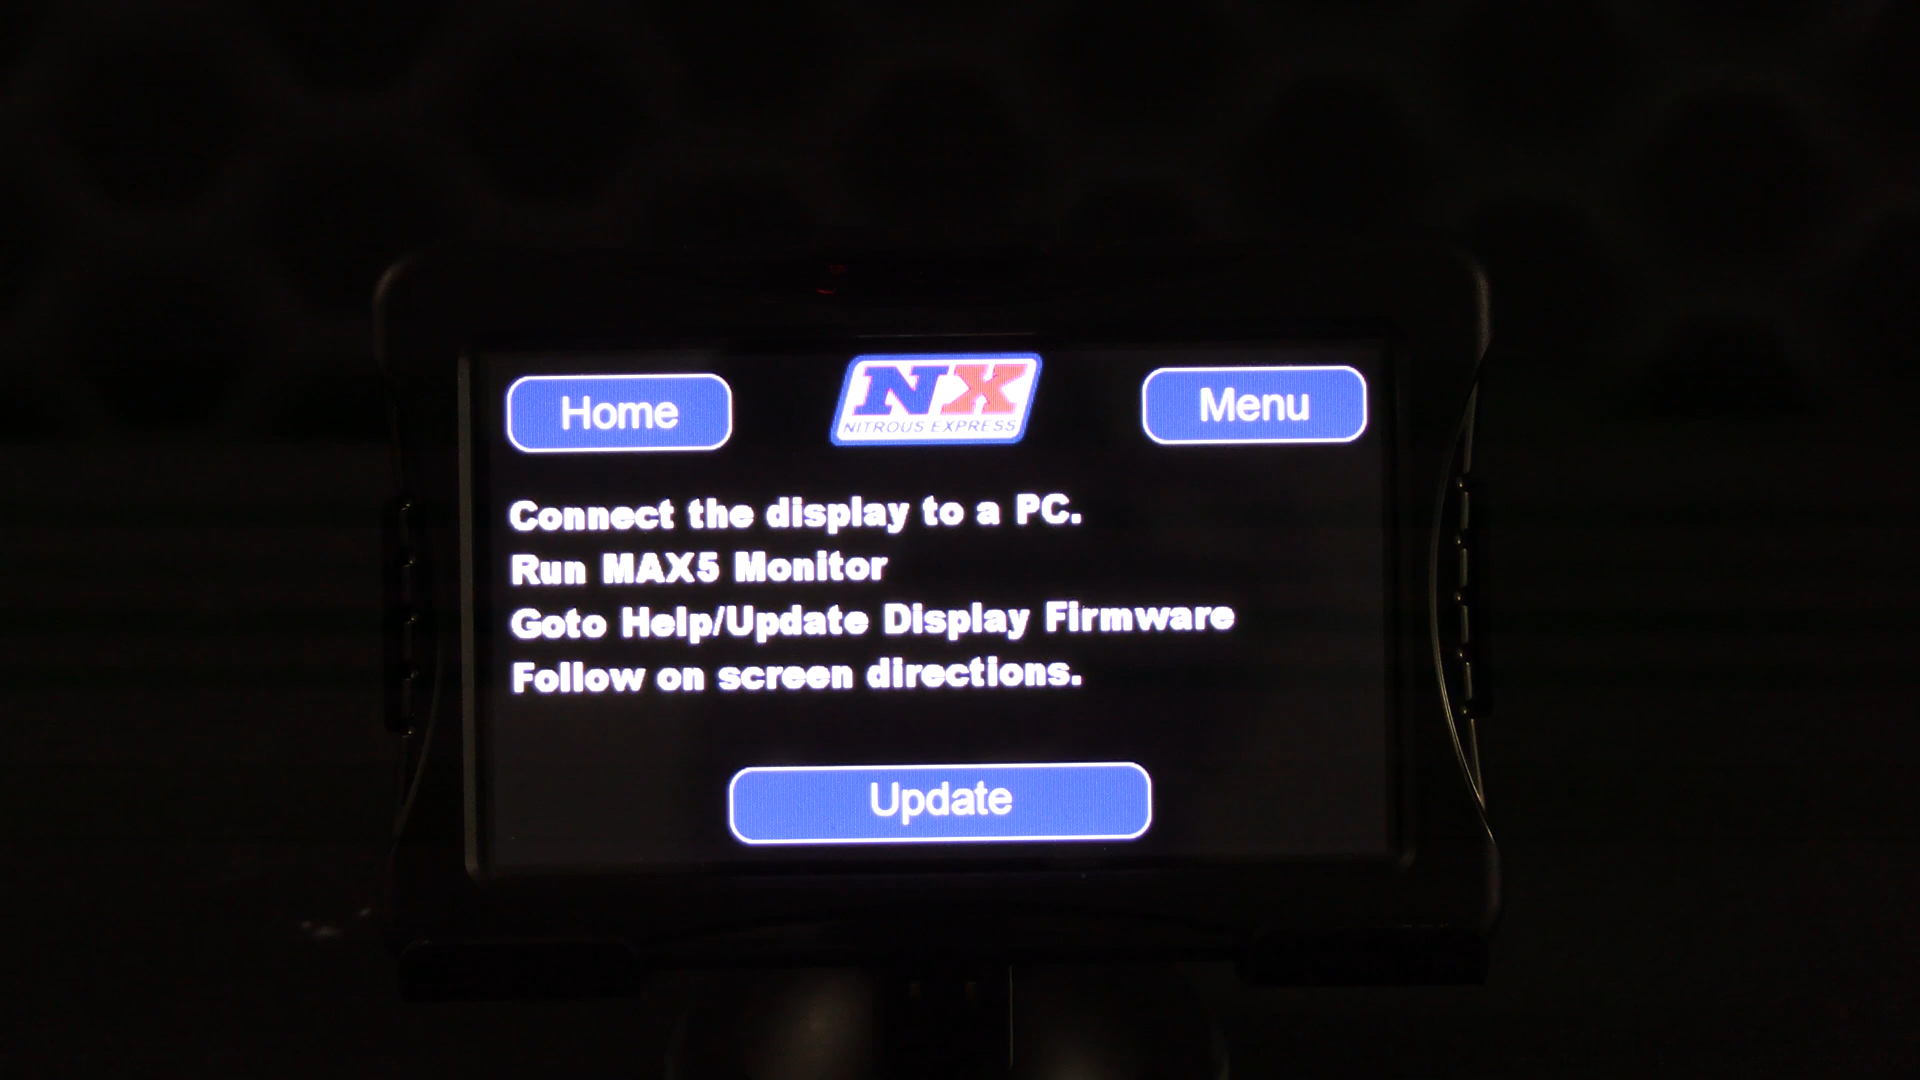 Home
NX
NITROUS EXPRESS
Menu
Connect the display to a PC.
Run MAX5 Monitor
Goto Help/Update Display Firmware
Follow on screen directions.
Update